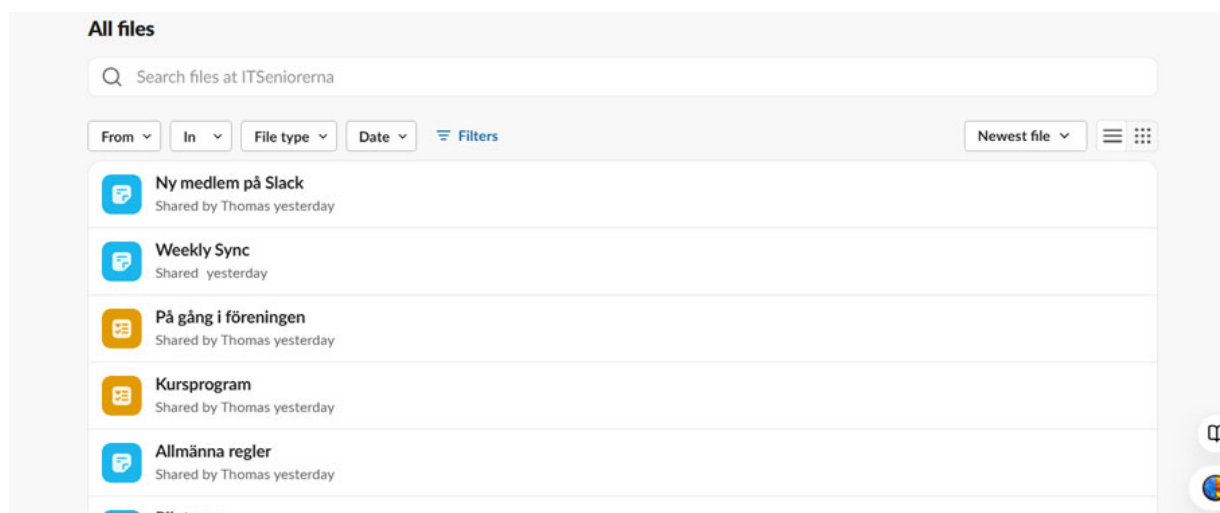 All files
Search files at ITSeniorerna
From In File type Date Filters Newest file
Ny medlem på Slack
Shared by Thomas yesterday
Weekly Sync
Shared yesterday
På gång i föreningen
Shared by Thomas yesterday
Kursprogram
Shared by Thomas yesterday
Allmänna regler
Shared by Thomas yesterday